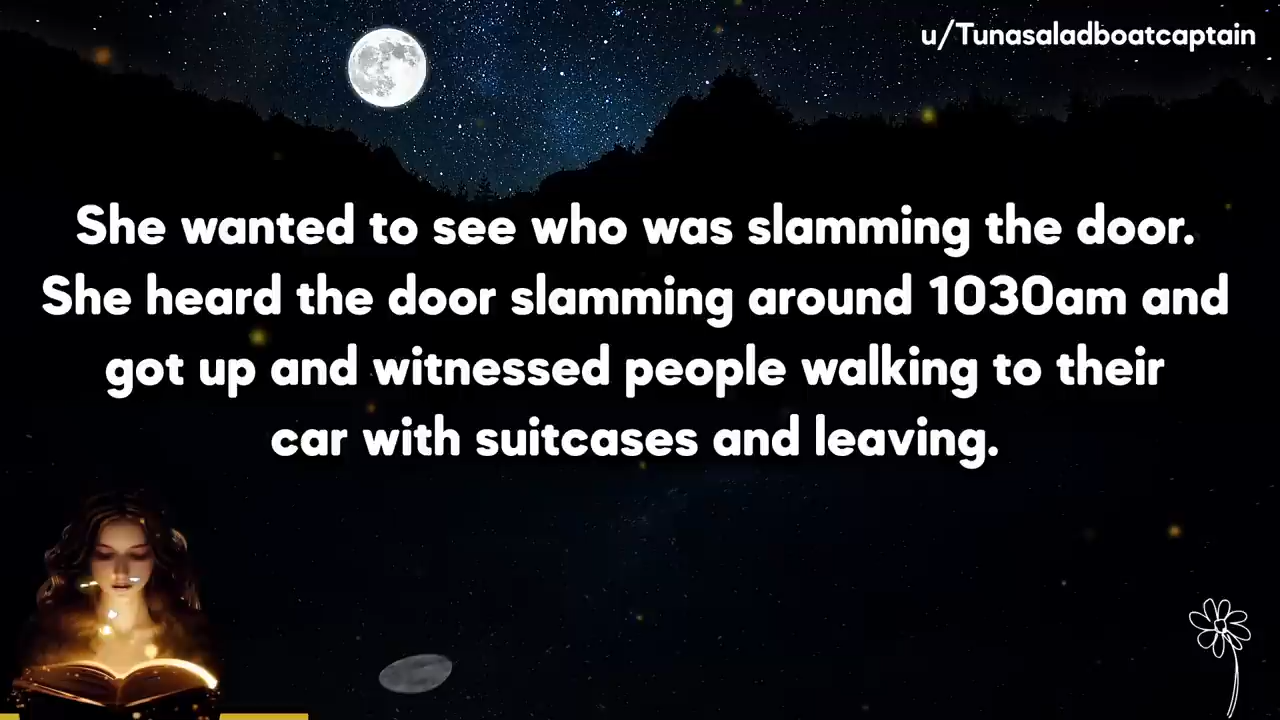 u/Tunasaladboatcaptain
She wanted to see who was slamming the door.
She heard the door slamming around 1030am and
got up and witnessed people walking to their
car with suitcases and leaving.